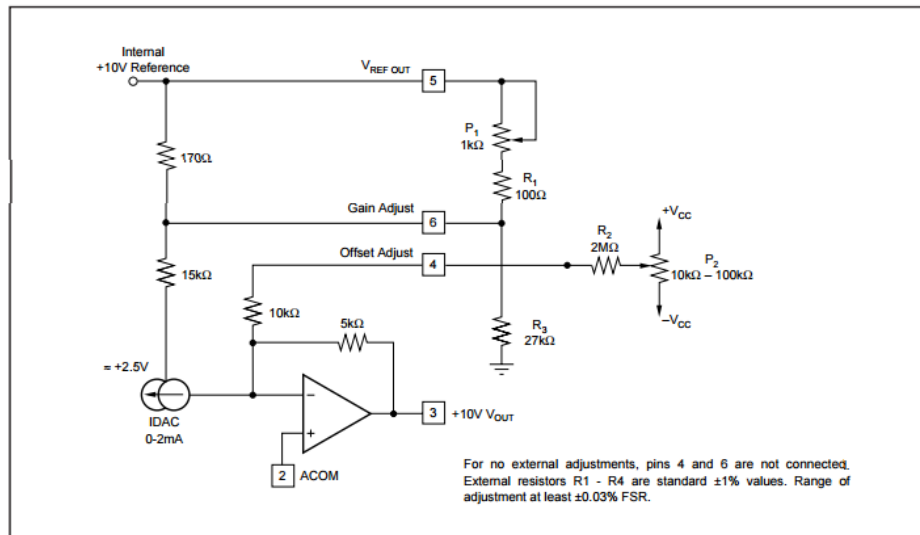 Internal
+10V Reference
V_REF OUT
5
P1
1kΩ
170Ω
R1
100Ω
Gain Adjust
6
+VCC
R2
2MΩ
Offset Adjust
4
P2
10kΩ – 100kΩ
15kΩ
10kΩ
5kΩ
R3
27kΩ
–VCC
≈ +2.5V
–
+
3
+10V VOUT
IDAC
0-2mA
2
ACOM
For no external adjustments, pins 4 and 6 are not connected.
External resistors R1 - R4 are standard ±1% values. Range of
adjustment at least ±0.03% FSR.